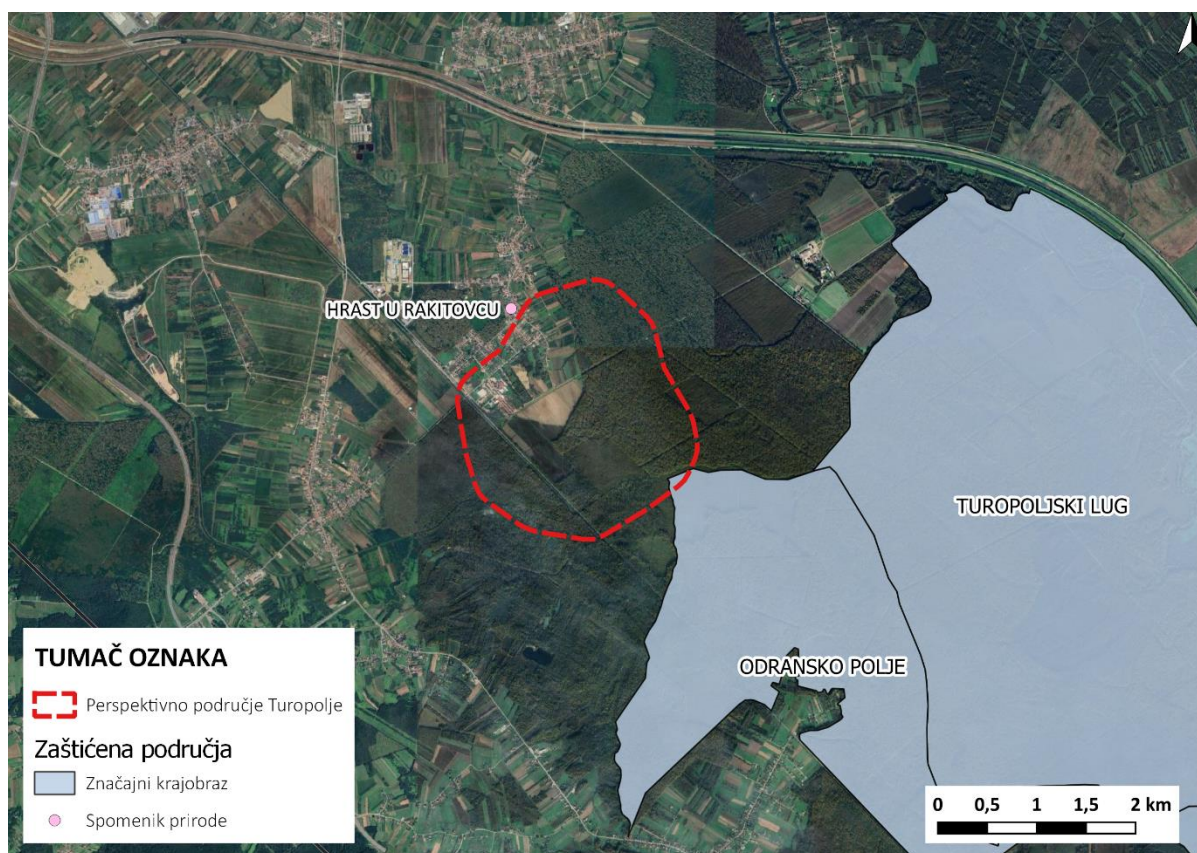 HRAST U RAKITOVCU
TUROPOLJSKI LUG
ODRANSKO POLJE
TUMAČ OZNAKA
Perspektivno područje Turopolje
Zaštićena područja
Značajni krajobraz
Spomenik prirode
0 0,5 1 1,5 2 km